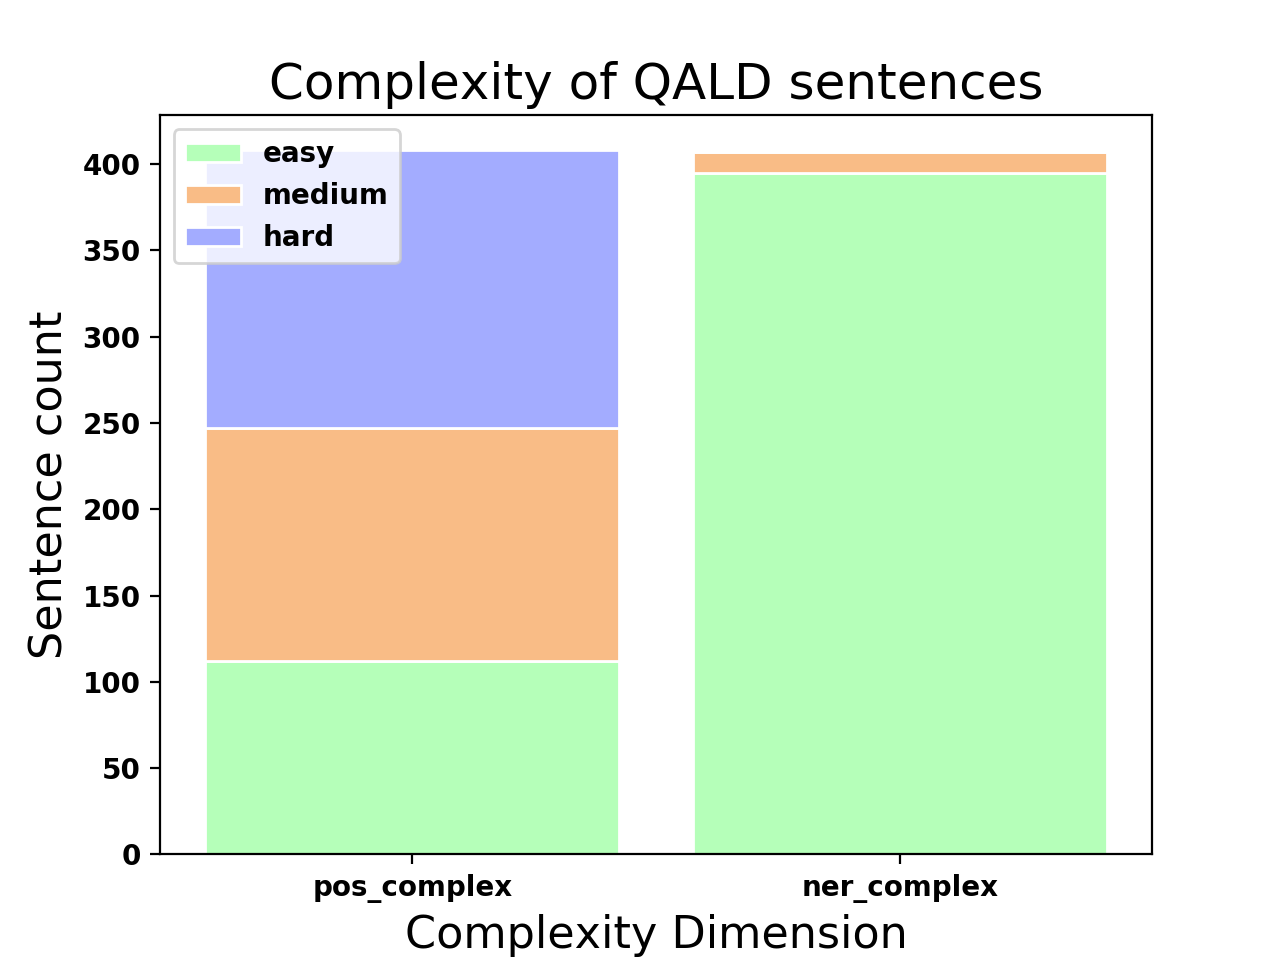 Complexity of QALD sentences
easy
medium
hard
400
350
300
250
200
150
100
50
0
Sentence count
pos_complex
ner_complex
Complexity Dimension